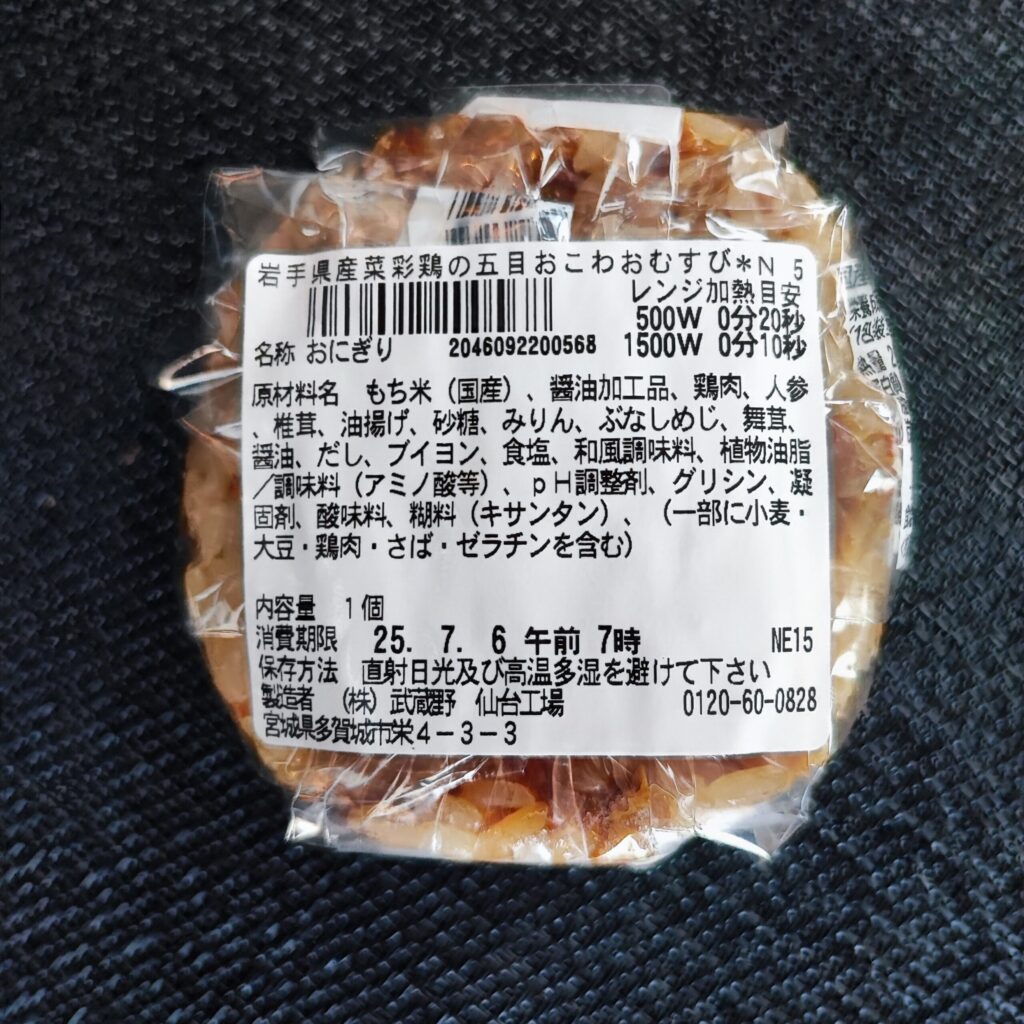 岩手県産菜彩鶏の五目おこわおむすび*N 5
レンジ加熱目安
500W 0分20秒
1500W 0分10秒
名称 おにぎり 2046092200568
原材料名 もち米(国産)、醤油加工品、鶏肉、人参
、椎茸、油揚げ、砂糖、みりん、ぶなしめじ、舞茸、
醤油、だし、ブイヨン、食塩、和風調味料、植物油脂
/調味料(アミノ酸等)、pH調整剤、グリシン、凝
固剤、酸味料、糊料(キサンタン)、(一部に小麦・
大豆・鶏肉・さば・ゼラチンを含む)
内容量 1個
消費期限 25. 7. 6 午前 7時 NE15
保存方法 直射日光及び高温多湿を避けて下さい
製造者 (株)武蔵野 仙台工場 0120-60-0828
宮城県多賀城市栄4-3-3